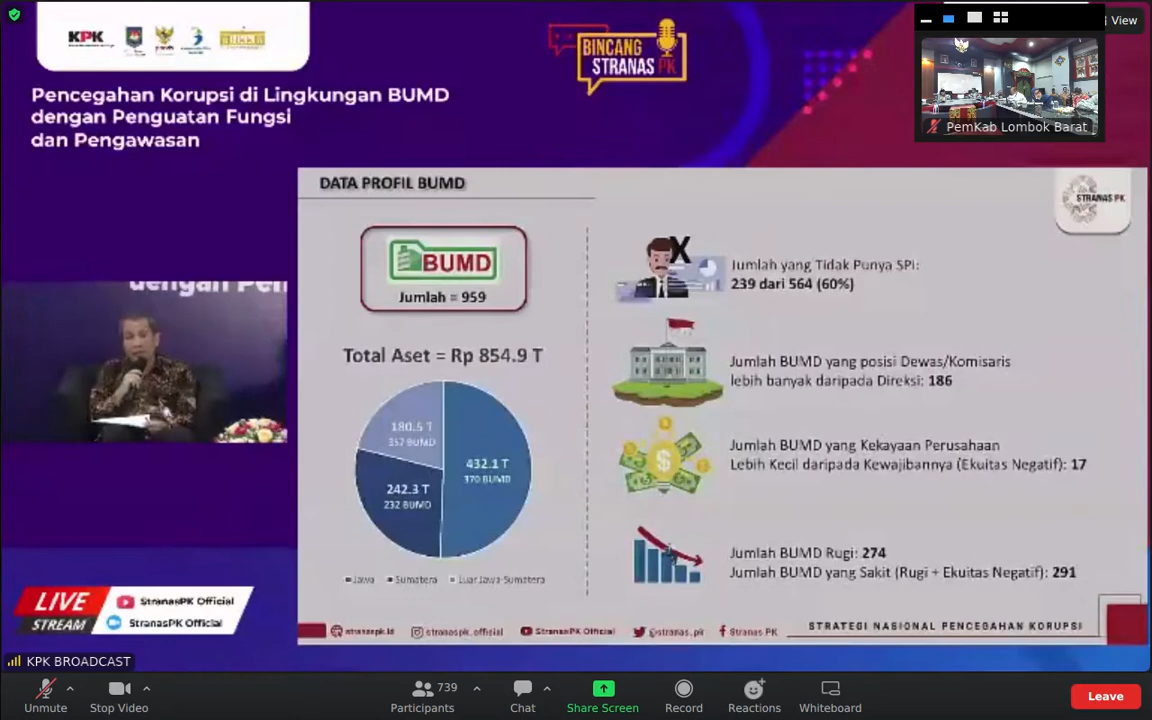 View
KPK
BINCANG
STRANAS PK
Pencegahan Korupsi di Lingkungan BUMD
dengan Penguatan Fungsi
dan Pengawasan
PemKab Lombok Barat
DATA PROFIL BUMD
STRANAS PK
BUMD
Jumlah = 959
Total Aset = Rp 854.9 T
180.5 T
357 BUMD
432.1 T
370 BUMD
242.3 T
232 BUMD
Jawa
Sumatera
Luar Jawa-Sumatera
X
Jumlah yang Tidak Punya SPI:
239 dari 564 (60%)
Jumlah BUMD yang posisi Dewas/Komisaris
lebih banyak daripada Direksi: 186
Jumlah BUMD yang Kekayaan Perusahaan
Lebih Kecil daripada Kewajibannya (Ekuitas Negatif): 17
Jumlah BUMD Rugi: 274
Jumlah BUMD yang Sakit (Rugi + Ekuitas Negatif): 291
dengan Pen
LIVE
STREAM
StranasPK Official
StranasPK Official
stranaspk.id
stranaspk_official
StranasPK Official
@stranas_pk
Stranas PK
STRATEGI NASIONAL PENCEGAHAN KORUPSI
KPK BROADCAST
Unmute
Stop Video
739
Participants
Chat
Share Screen
Record
Reactions
Whiteboard
Leave